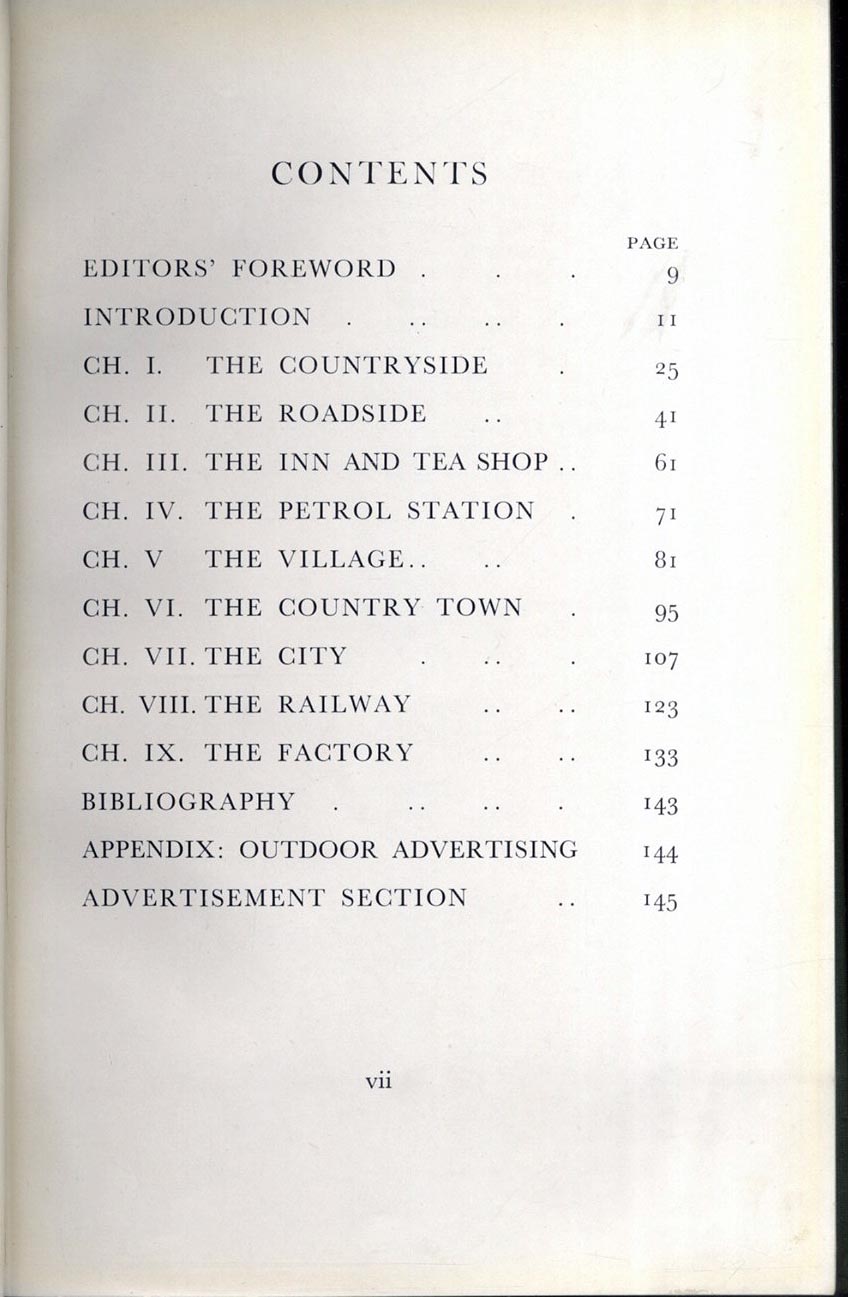 CONTENTS
PAGE
EDITORS' FOREWORD . . . 9
INTRODUCTION . .. .. . 11
CH. I. THE COUNTRYSIDE . 25
CH. II. THE ROADSIDE .. 41
CH. III. THE INN AND TEA SHOP .. 61
CH. IV. THE PETROL STATION . 71
CH. V THE VILLAGE.. .. 81
CH. VI. THE COUNTRY TOWN . 95
CH. VII. THE CITY . .. . 107
CH. VIII. THE RAILWAY .. .. 123
CH. IX. THE FACTORY .. .. 133
BIBLIOGRAPHY . .. .. . 143
APPENDIX: OUTDOOR ADVERTISING 144
ADVERTISEMENT SECTION .. 145
vii